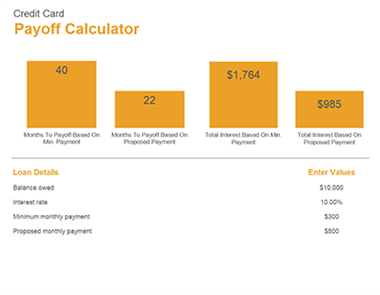 Credit Card
Payoff Calculator
40
22
$1,764
$985
Months To Payoff Based On Min. Payment
Months To Payoff Based On Proposed Payment
Total Interest Based On Min. Payment
Total Interest Based On Proposed Payment
Loan Details Enter Values
Balance owed $10,000
Interest rate 10.00%
Minimum monthly payment $300
Proposed monthly payment $500